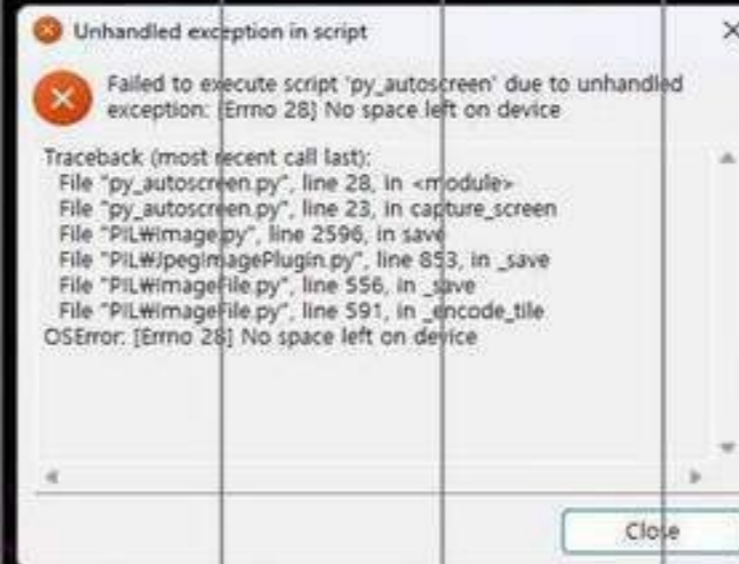 Unhandled exception in script
Failed to execute script 'py_autoscreen' due to unhandled
exception: [Errno 28] No space left on device
Traceback (most recent call last):
File "py_autoscreen.py", line 28, in <module>
File "py_autoscreen.py", line 23, in capture_screen
File "PIL₩Image.py", line 2596, in save
File "PIL₩JpegImagePlugin.py", line 853, in _save
File "PIL₩ImageFile.py", line 556, in _save
File "PIL₩ImageFile.py", line 591, in _encode_tile
OSError: [Errno 28] No space left on device
Close